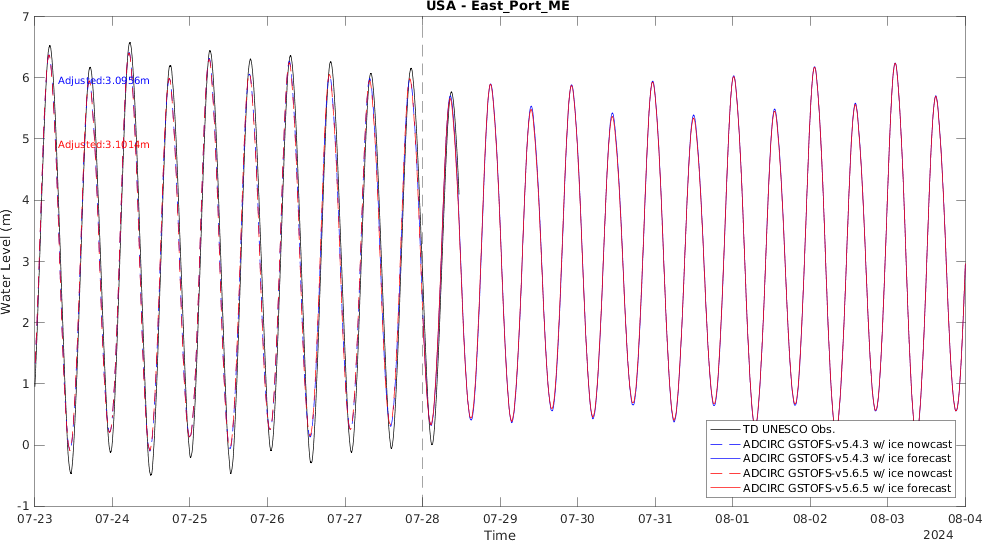 USA - East_Port_ME
7
6
5
4
3
2
1
0
-1
Water Level (m)
Adjusted:3.0956m
Adjusted:3.1014m
TD UNESCO Obs.
ADCIRC GSTOFS-v5.4.3 w/ ice nowcast
ADCIRC GSTOFS-v5.4.3 w/ ice forecast
ADCIRC GSTOFS-v5.6.5 w/ ice nowcast
ADCIRC GSTOFS-v5.6.5 w/ ice forecast
07-23 07-24 07-25 07-26 07-27 07-28 07-29 07-30 07-31 08-01 08-02 08-03 08-04
Time
2024